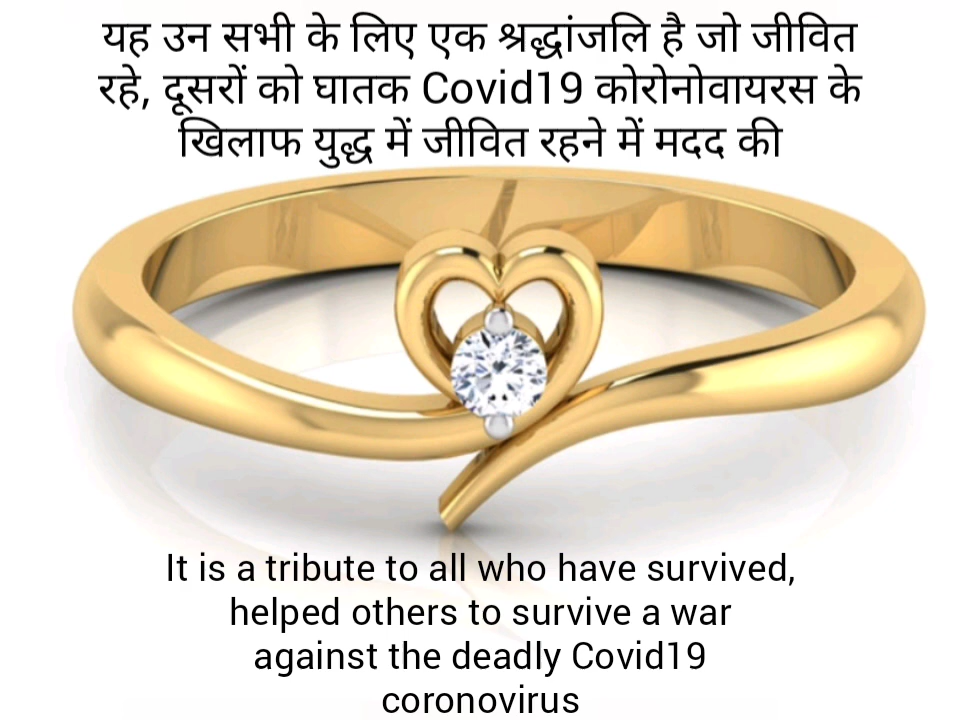 यह उन सभी के लिए एक श्रद्धांजलि है जो जीवित
रहे, दूसरों को घातक Covid19 कोरोनोवायरस के
खिलाफ युद्ध में जीवित रहने में मदद की
It is a tribute to all who have survived,
helped others to survive a war
against the deadly Covid19
coronovirus